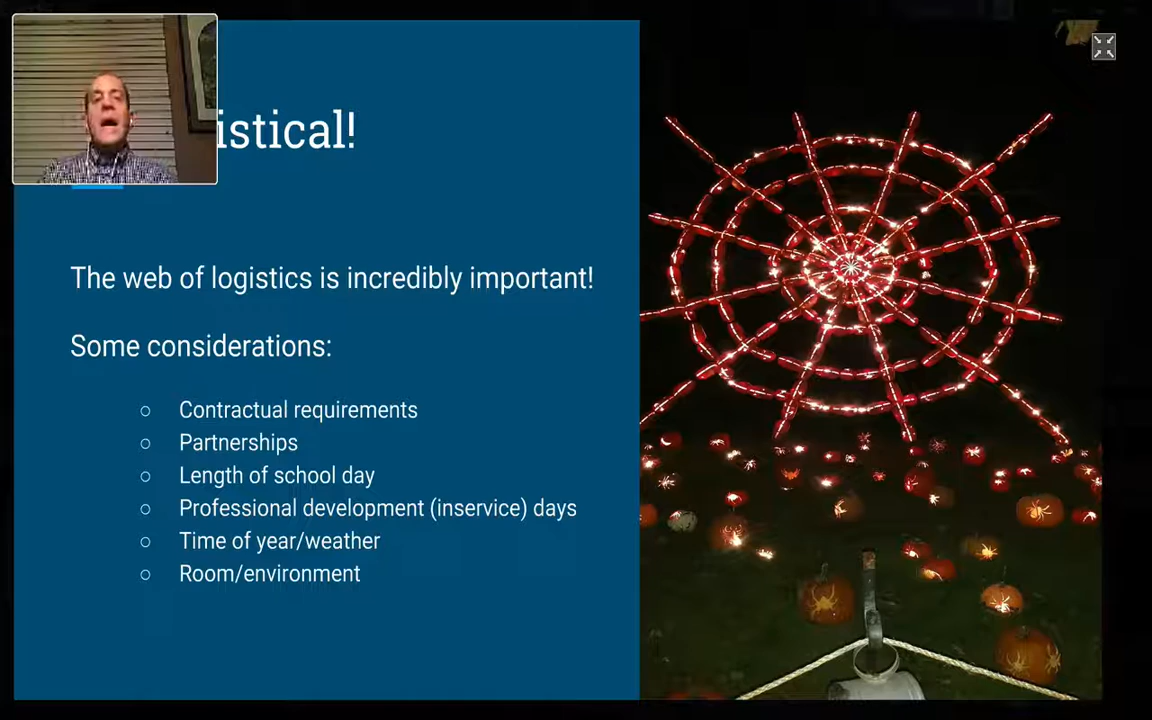 istical!
The web of logistics is incredibly important!
Some considerations:
○ Contractual requirements
○ Partnerships
○ Length of school day
○ Professional development (inservice) days
○ Time of year/weather
○ Room/environment